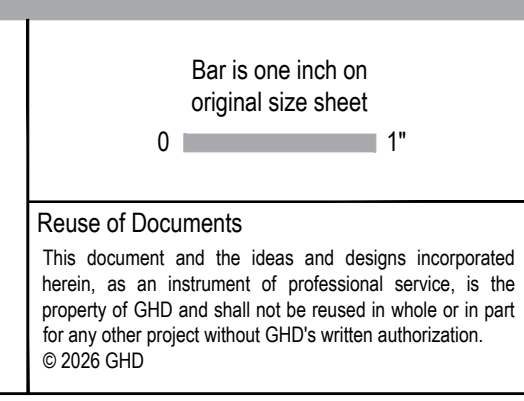 Bar is one inch on
original size sheet
0 1"
Reuse of Documents
This document and the ideas and designs incorporated
herein, as an instrument of professional service, is the
property of GHD and shall not be reused in whole or in part
for any other project without GHD's written authorization.
© 2026 GHD